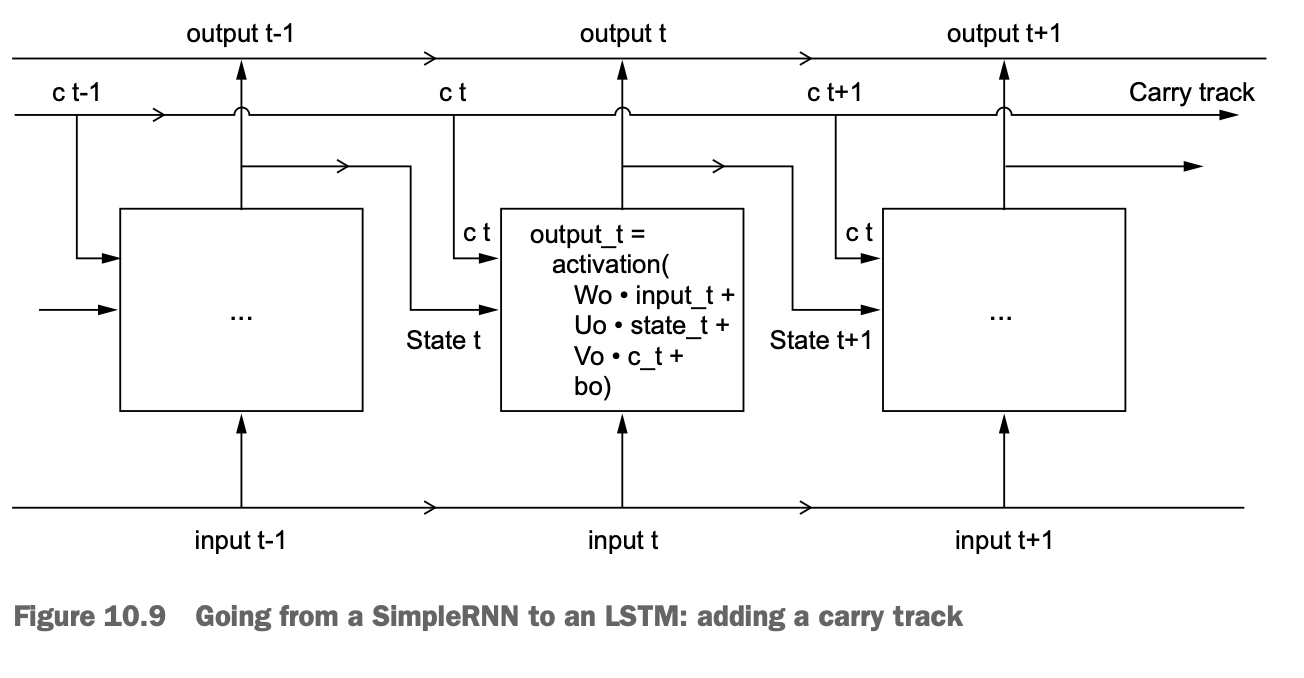 output t-1
output t
output t+1
c t-1
c t
c t+1
Carry track
c t
output_t =
activation(
Wo • input_t +
Uo • state_t +
Vo • c_t +
bo)
c t
...
...
State t
State t+1
input t-1
input t
input t+1
Figure 10.9 Going from a SimpleRNN to an LSTM: adding a carry track